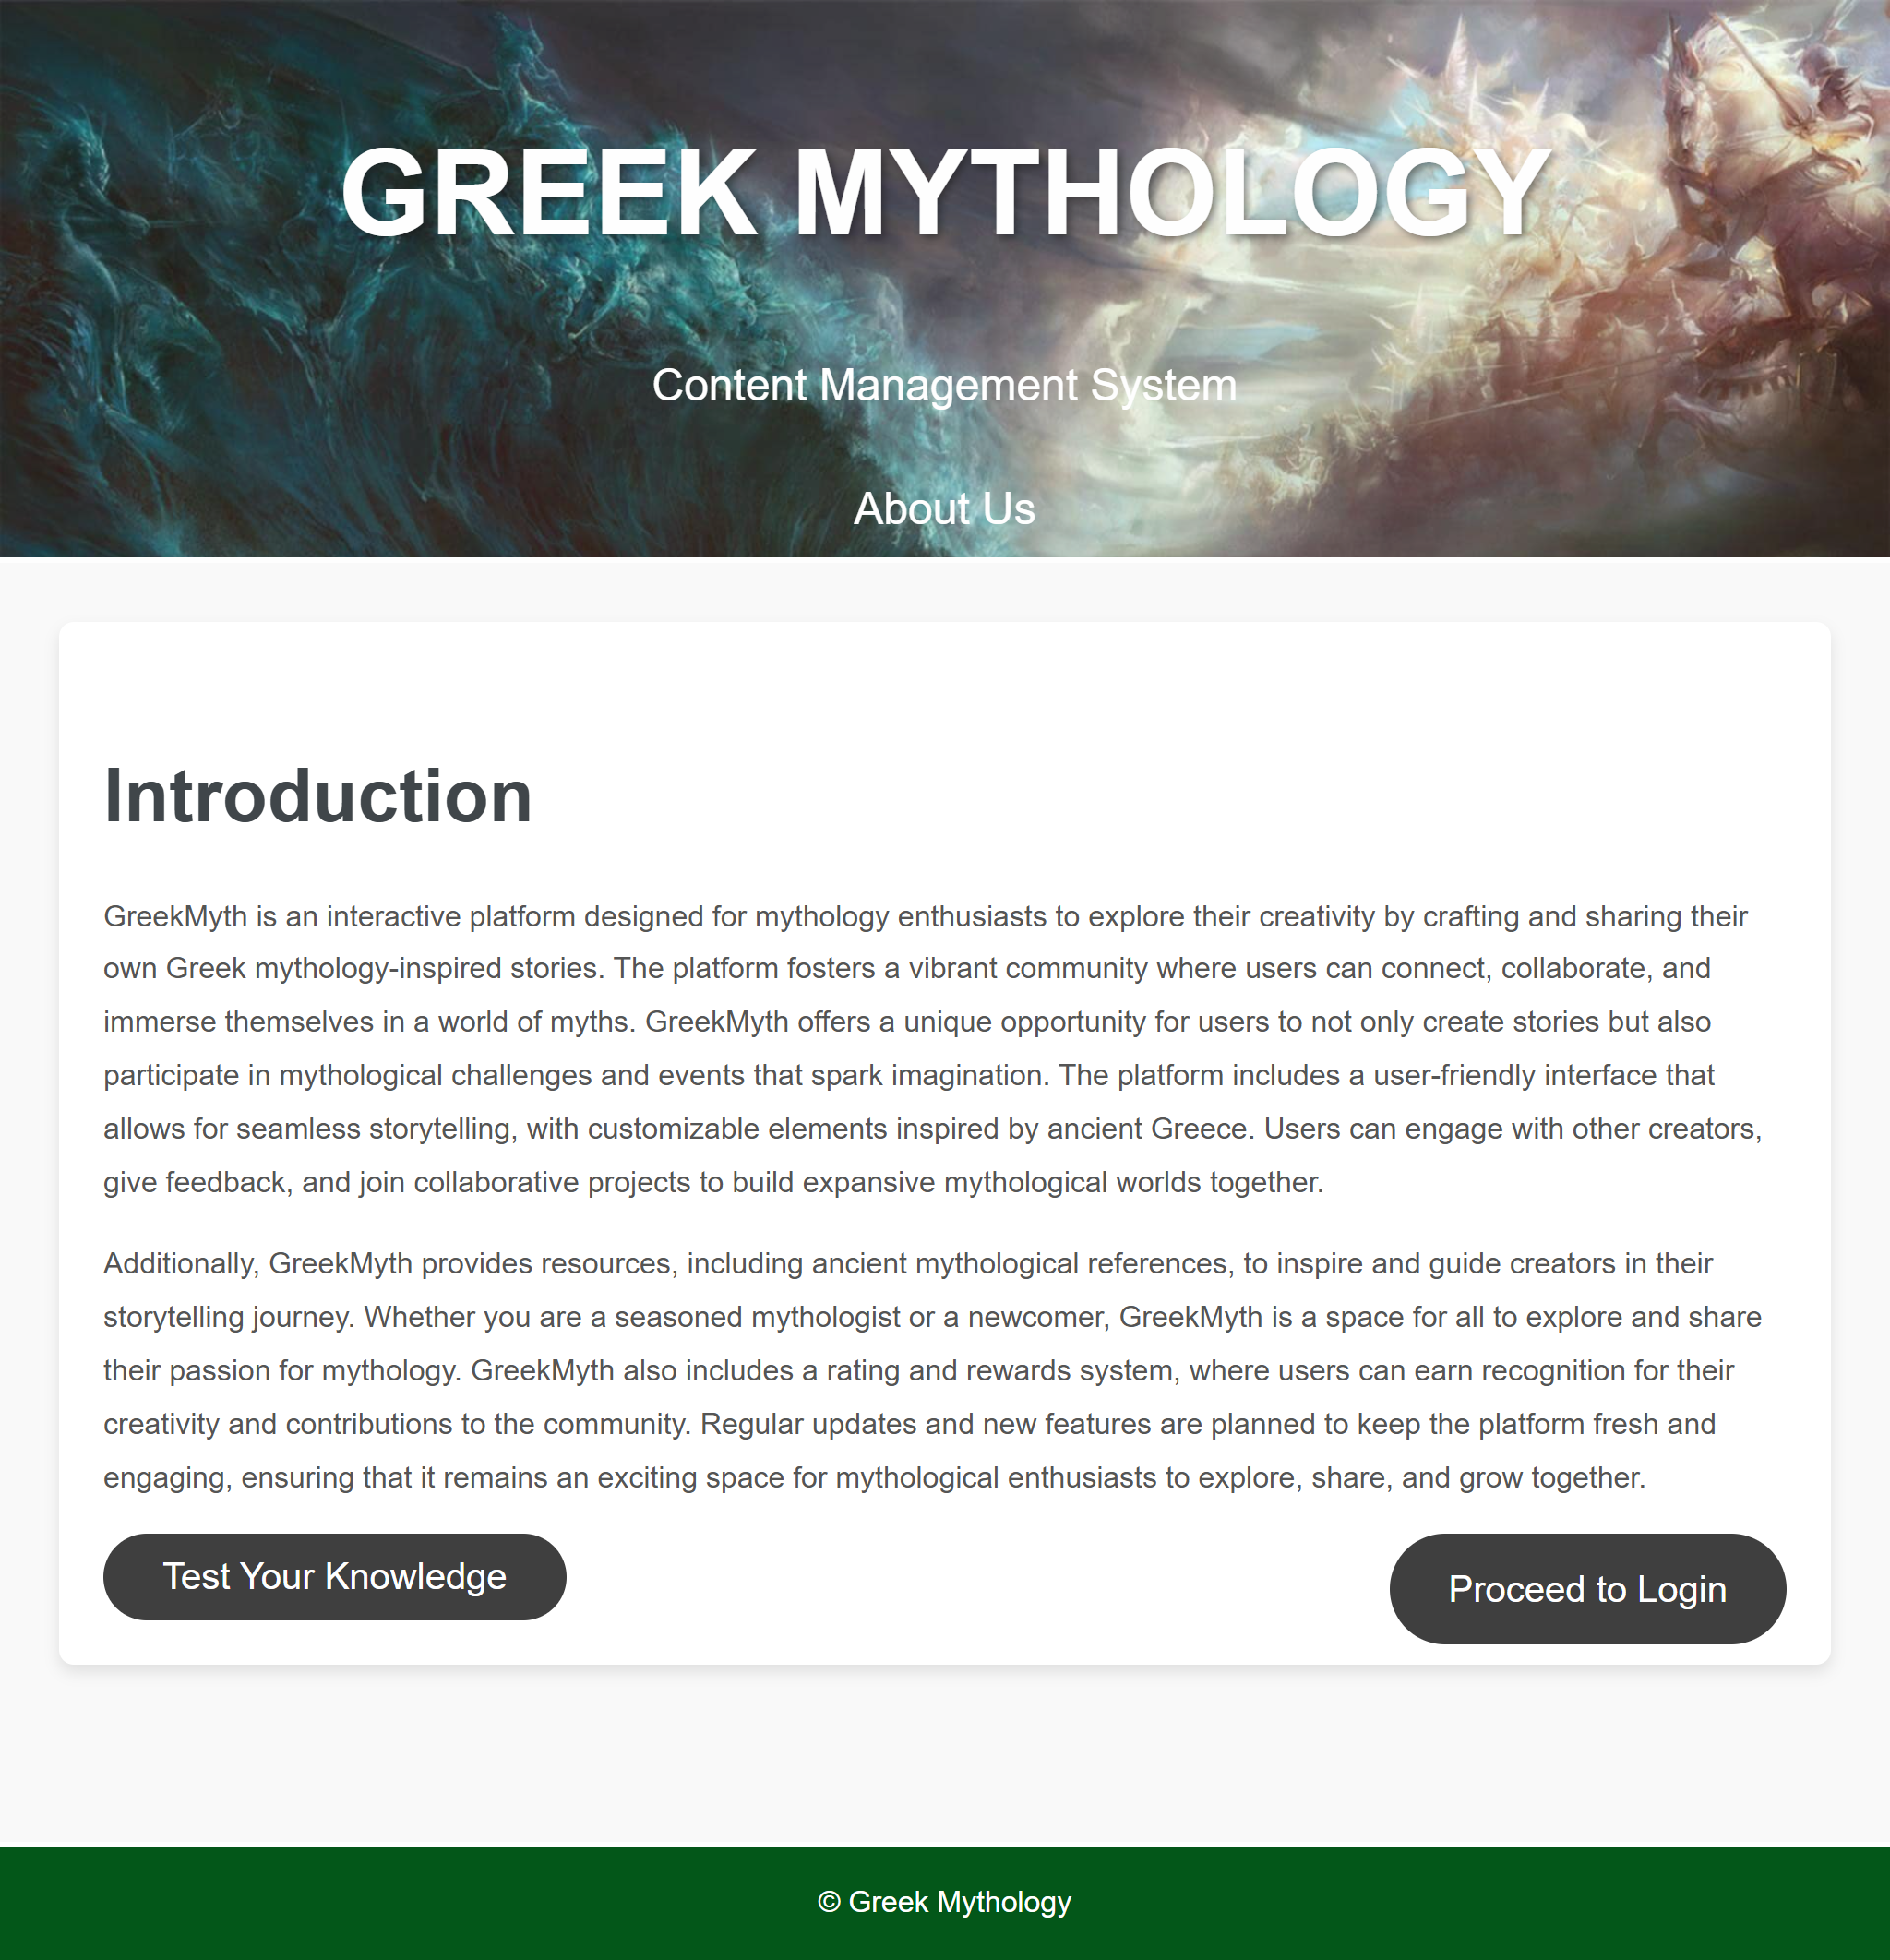 GREEK MYTHOLOGY
Content Management System
About Us
Introduction
GreekMyth is an interactive platform designed for mythology enthusiasts to explore their creativity by crafting and sharing their
own Greek mythology-inspired stories. The platform fosters a vibrant community where users can connect, collaborate, and
immerse themselves in a world of myths. GreekMyth offers a unique opportunity for users to not only create stories but also
participate in mythological challenges and events that spark imagination. The platform includes a user-friendly interface that
allows for seamless storytelling, with customizable elements inspired by ancient Greece. Users can engage with other creators,
give feedback, and join collaborative projects to build expansive mythological worlds together.
Additionally, GreekMyth provides resources, including ancient mythological references, to inspire and guide creators in their
storytelling journey. Whether you are a seasoned mythologist or a newcomer, GreekMyth is a space for all to explore and share
their passion for mythology. GreekMyth also includes a rating and rewards system, where users can earn recognition for their
creativity and contributions to the community. Regular updates and new features are planned to keep the platform fresh and
engaging, ensuring that it remains an exciting space for mythological enthusiasts to explore, share, and grow together.
Test Your Knowledge
Proceed to Login
© Greek Mythology